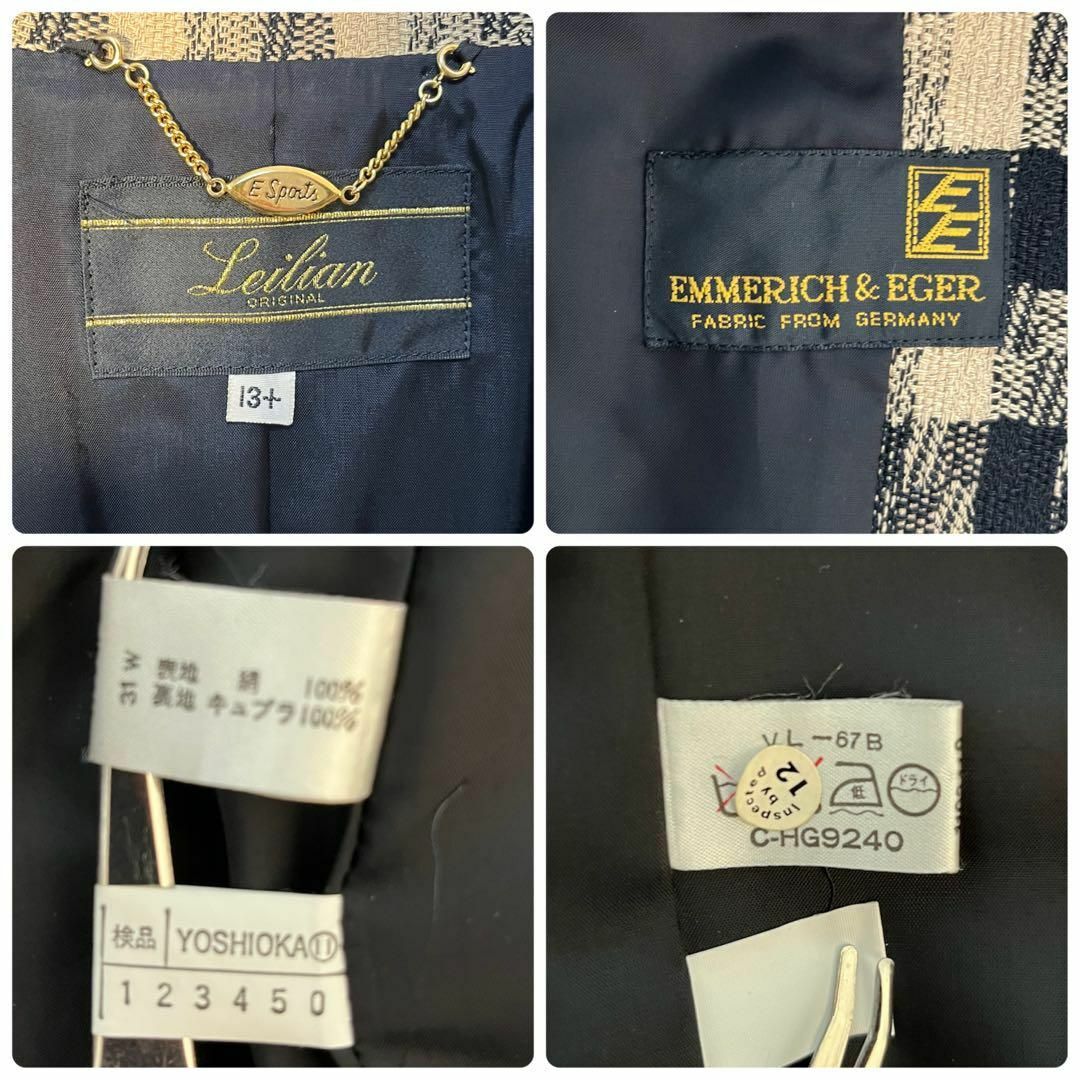 E Sports
Leilian
ORIGINAL
13+
EE
EMMERICH & EGER
FABRIC FROM GERMANY
31 W
表地 絹 100%
裏地 キュプラ100%
検品 YOSHIOKA⑪
1 2 3 4 5 0
VL-67B
inspected
by
12
低
ドライ
C-HG9240